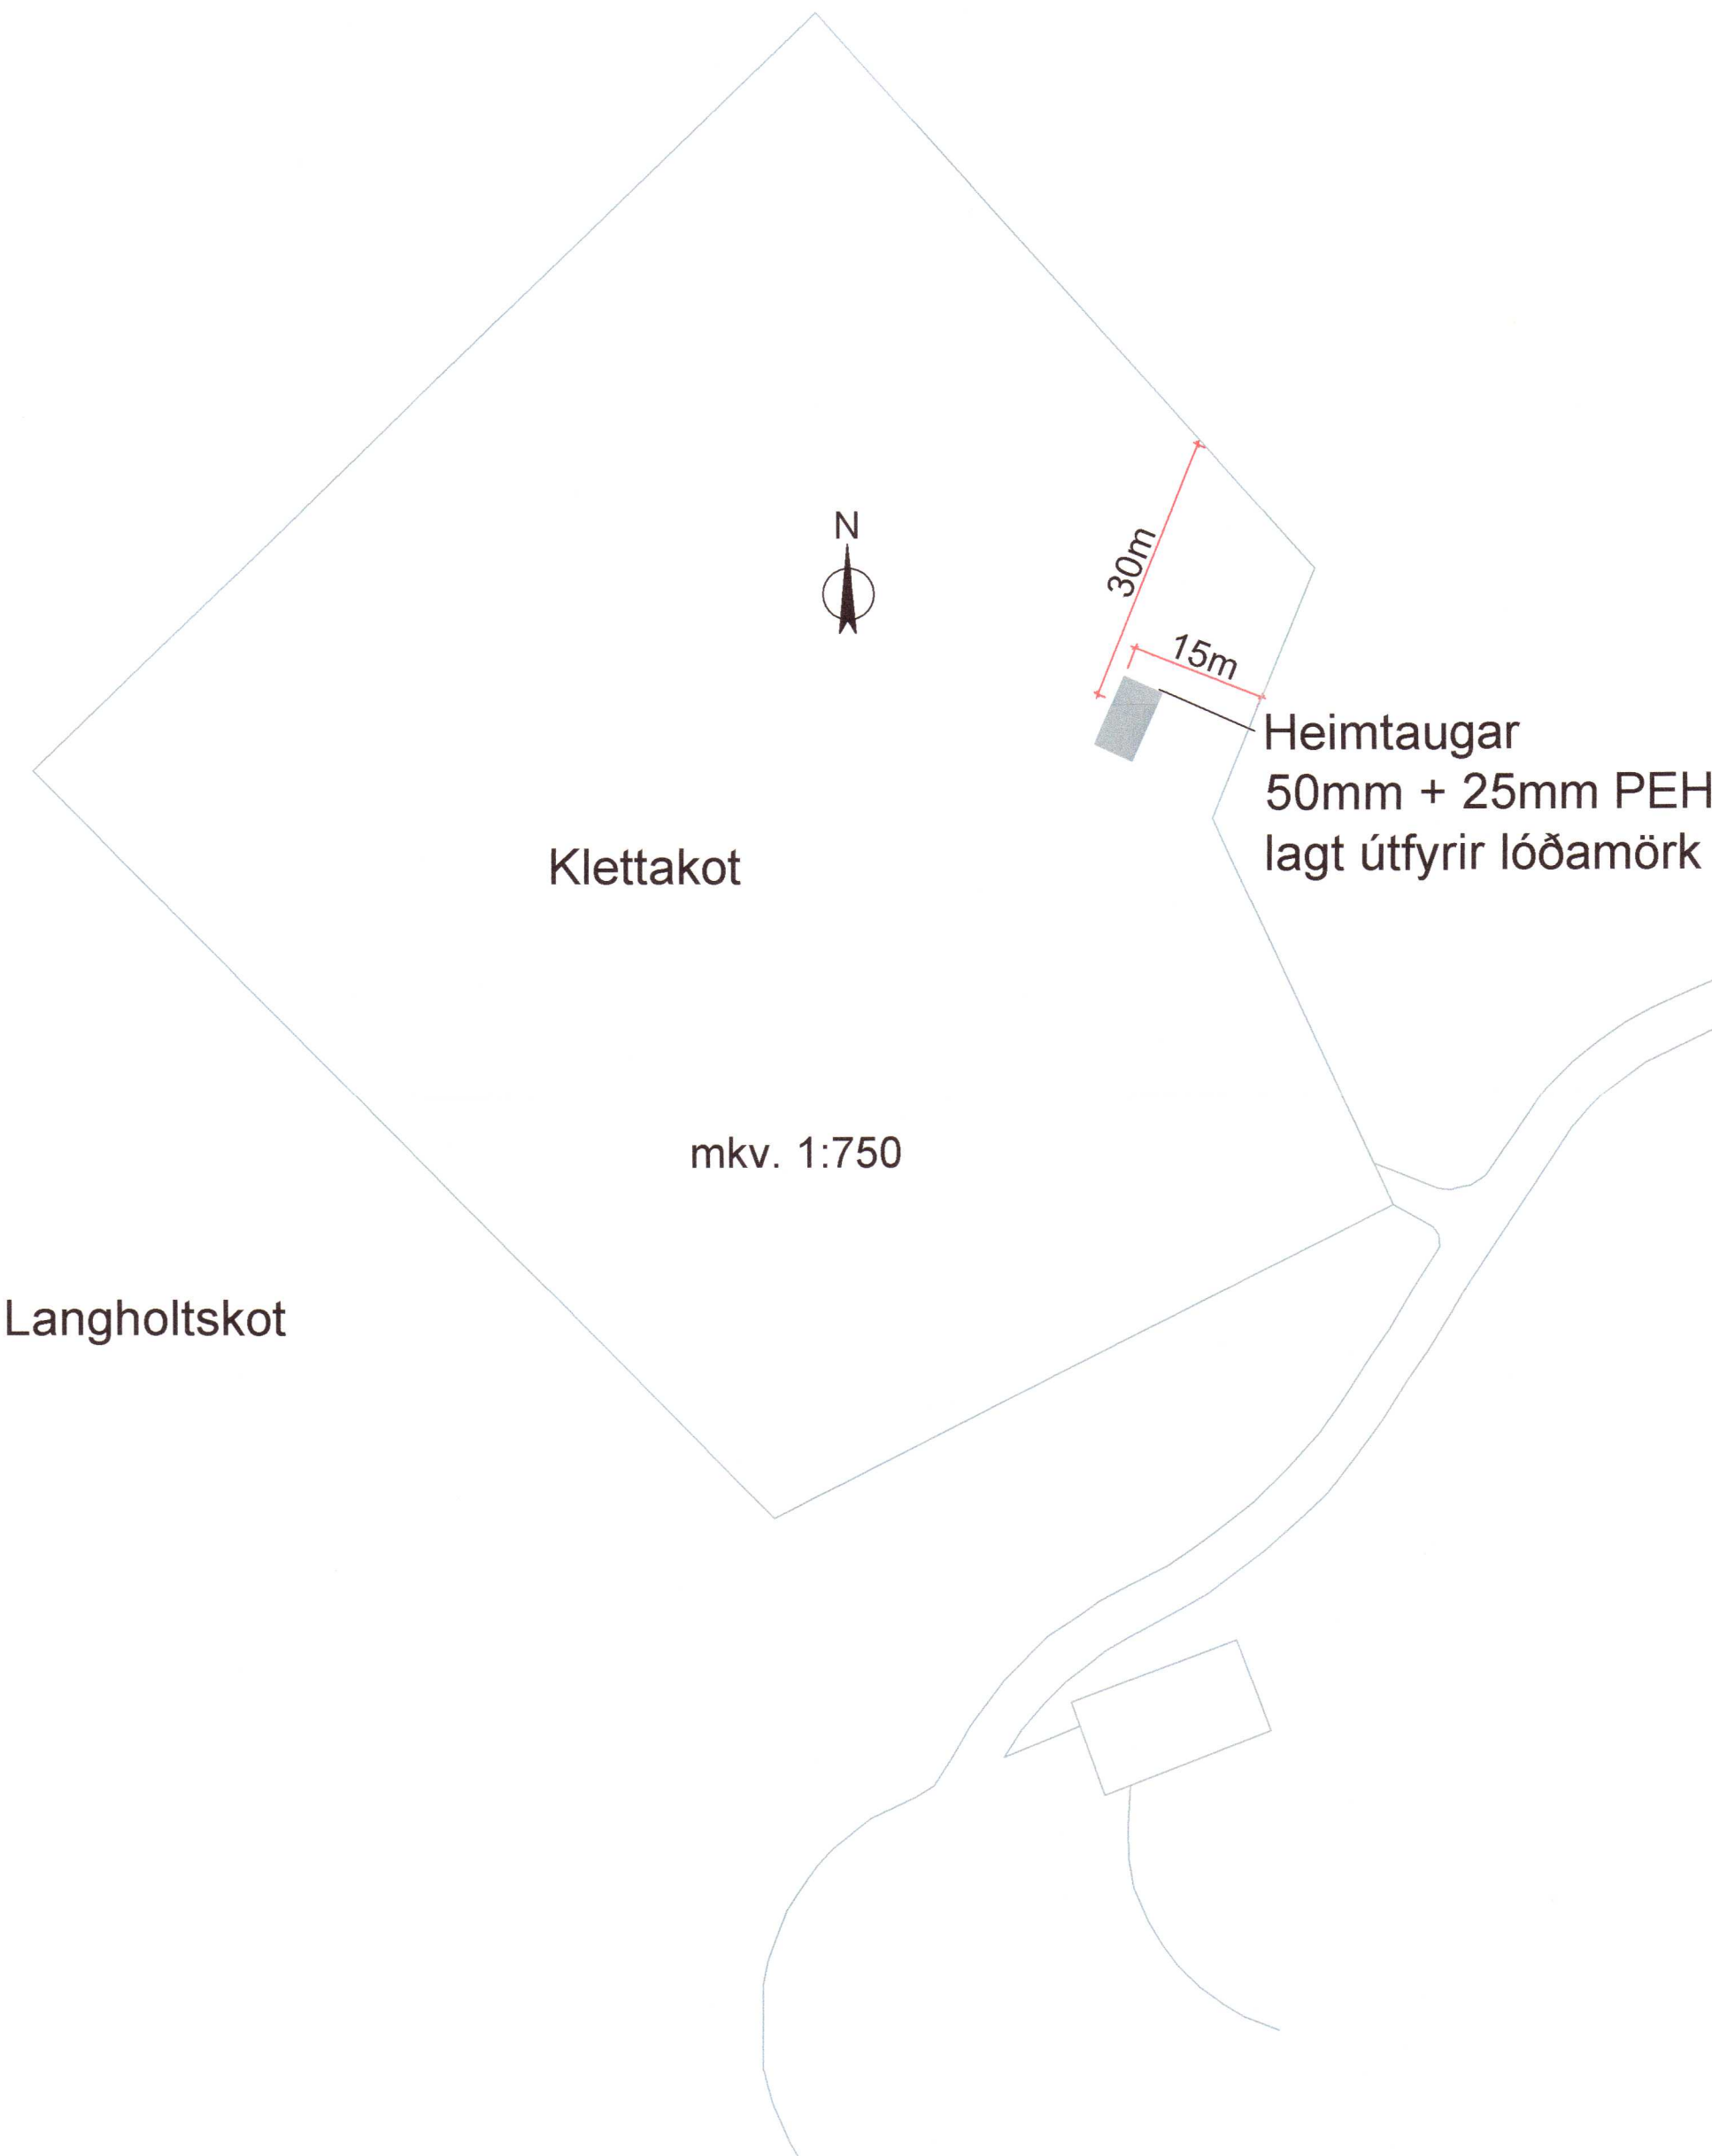 N
30m
15m
Heimtaugar
50mm + 25mm PEH
lagt útfyrir lóðamörk
Klettakot
mkv. 1:750
Langholtskot